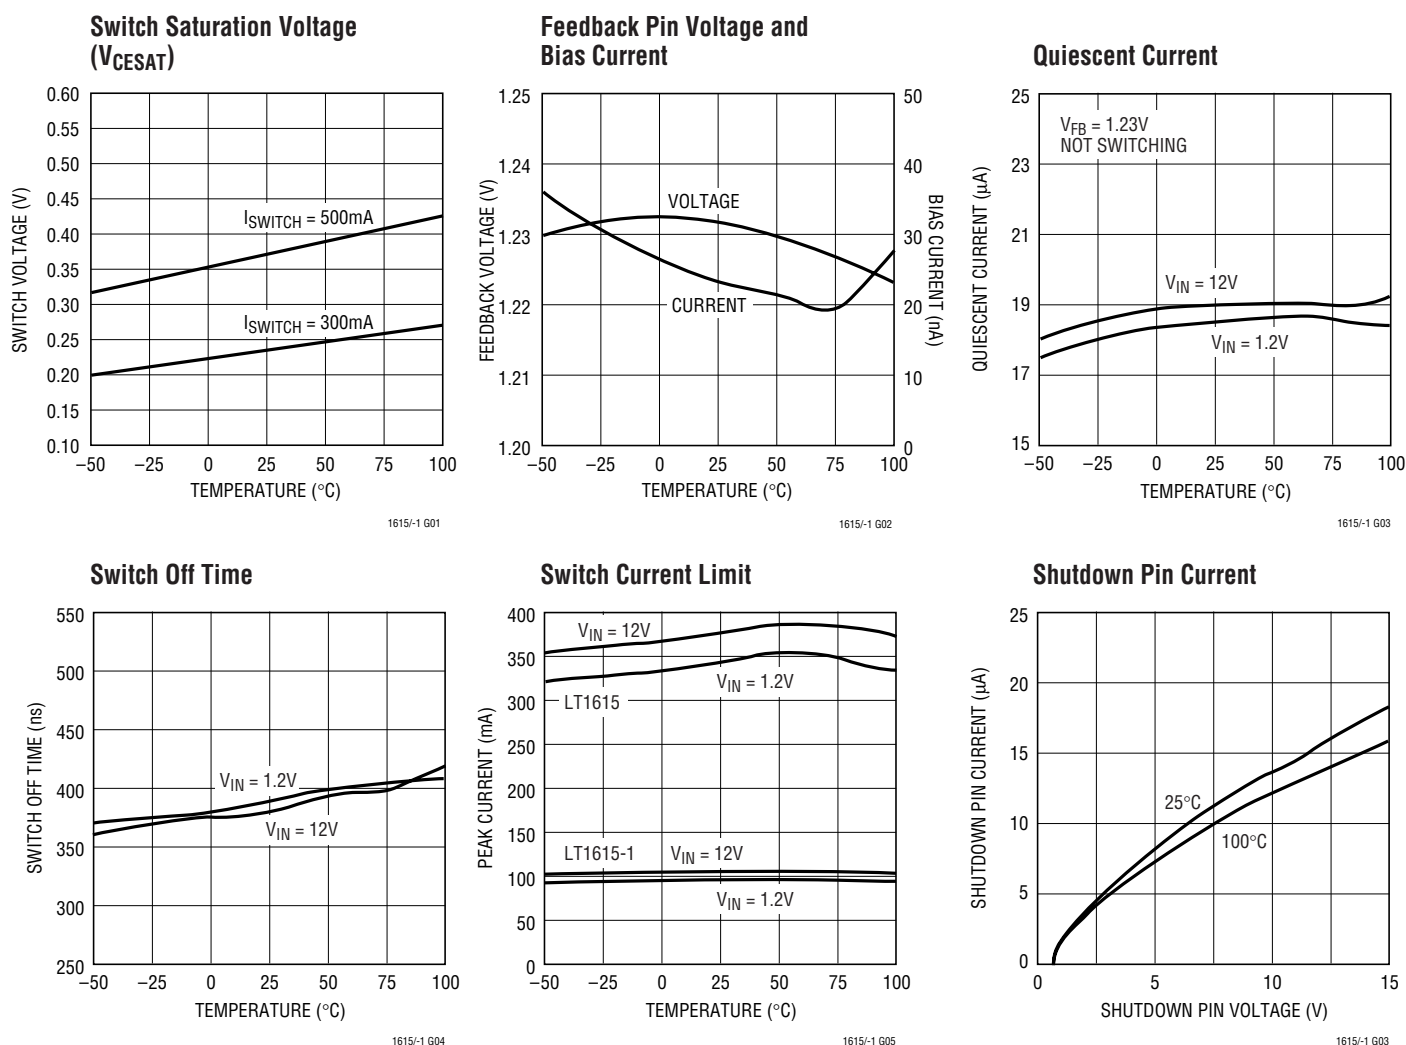 Switch Saturation Voltage
(VCESAT)
0.60
0.55
0.50
0.45
0.40
0.35
0.30
0.25
0.20
0.15
0.10
SWITCH VOLTAGE (V)
ISWITCH = 500mA
ISWITCH = 300mA
–50 –25 0 25 50 75 100
TEMPERATURE (°C)
1615/-1 G01
Feedback Pin Voltage and
Bias Current
1.25
1.24
1.23
1.22
1.21
1.20
FEEDBACK VOLTAGE (V)
VOLTAGE
CURRENT
50
40
30
20
10
0
BIAS CURRENT (nA)
–50 –25 0 25 50 75 100
TEMPERATURE (°C)
1615/-1 G02
Quiescent Current
25
23
21
19
17
15
QUIESCENT CURRENT (µA)
VFB = 1.23V
NOT SWITCHING
VIN = 12V
VIN = 1.2V
–50 –25 0 25 50 75 100
TEMPERATURE (°C)
1615/-1 G03
Switch Off Time
550
500
450
400
350
300
250
SWITCH OFF TIME (ns)
VIN = 1.2V
VIN = 12V
–50 –25 0 25 50 75 100
TEMPERATURE (°C)
1615/-1 G04
Switch Current Limit
400
350
300
250
200
150
100
50
0
PEAK CURRENT (mA)
VIN = 12V
VIN = 1.2V
LT1615
LT1615-1 VIN = 12V
VIN = 1.2V
–50 –25 0 25 50 75 100
TEMPERATURE (°C)
1615/-1 G05
Shutdown Pin Current
25
20
15
10
5
0
SHUTDOWN PIN CURRENT (µA)
25°C
100°C
0 5 10 15
SHUTDOWN PIN VOLTAGE (V)
1615/-1 G03